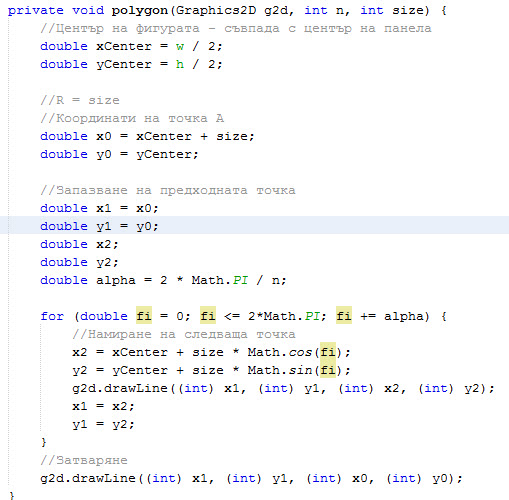 private void polygon(Graphics2D g2d, int n, int size) {
//Център на фигурата - съвпада с център на панела
double xCenter = w / 2;
double yCenter = h / 2;
//R = size
//Координати на точка A
double x0 = xCenter + size;
double y0 = yCenter;
//Запазване на предходната точка
double x1 = x0;
double y1 = y0;
double x2;
double y2;
double alpha = 2 * Math.PI / n;
for (double fi = 0; fi <= 2*Math.PI; fi += alpha) {
//Намиране на следваща точка
x2 = xCenter + size * Math.cos(fi);
y2 = yCenter + size * Math.sin(fi);
g2d.drawLine((int) x1, (int) y1, (int) x2, (int) y2);
x1 = x2;
y1 = y2;
}
//Затваряне
g2d.drawLine((int) x1, (int) y1, (int) x0, (int) y0);
}